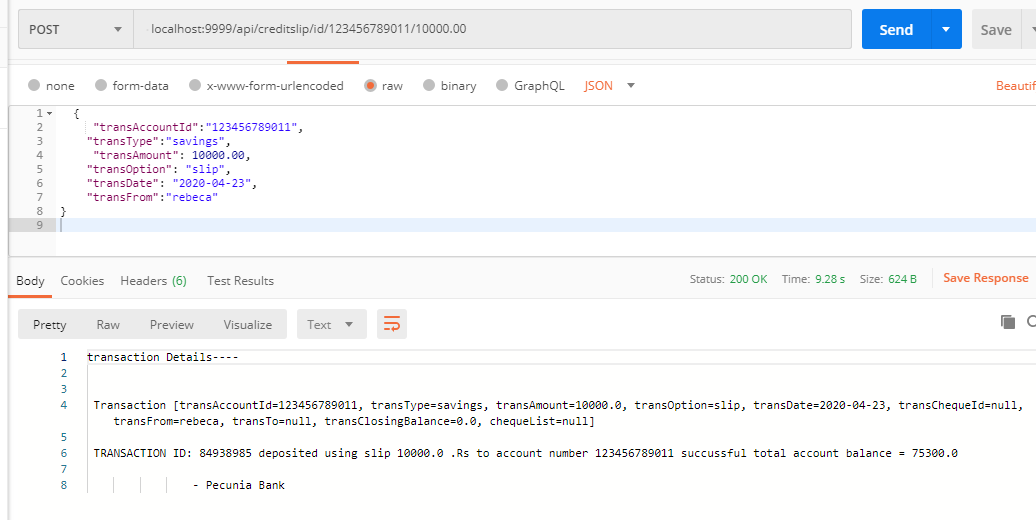 POST localhost:9999/api/creditslip/id/123456789011/10000.00 Send Save
none form-data x-www-form-urlencoded raw binary GraphQL JSON Beautif
1 {
2 "transAccountId":"123456789011",
3 "transType":"savings",
4 "transAmount": 10000.00,
5 "transOption": "slip",
6 "transDate": "2020-04-23",
7 "transFrom":"rebeca"
8 }
9
Body Cookies Headers (6) Test Results Status: 200 OK Time: 9.28 s Size: 624 B Save Response
Pretty Raw Preview Visualize Text
1 transaction Details----
2
3
4 Transaction [transAccountId=123456789011, transType=savings, transAmount=10000.0, transOption=slip, transDate=2020-04-23, transChequeId=null,
transFrom=rebeca, transTo=null, transClosingBalance=0.0, chequeList=null]
5
6 TRANSACTION ID: 84938985 deposited using slip 10000.0 .Rs to account number 123456789011 succussful total account balance = 75300.0
7
8 - Pecunia Bank